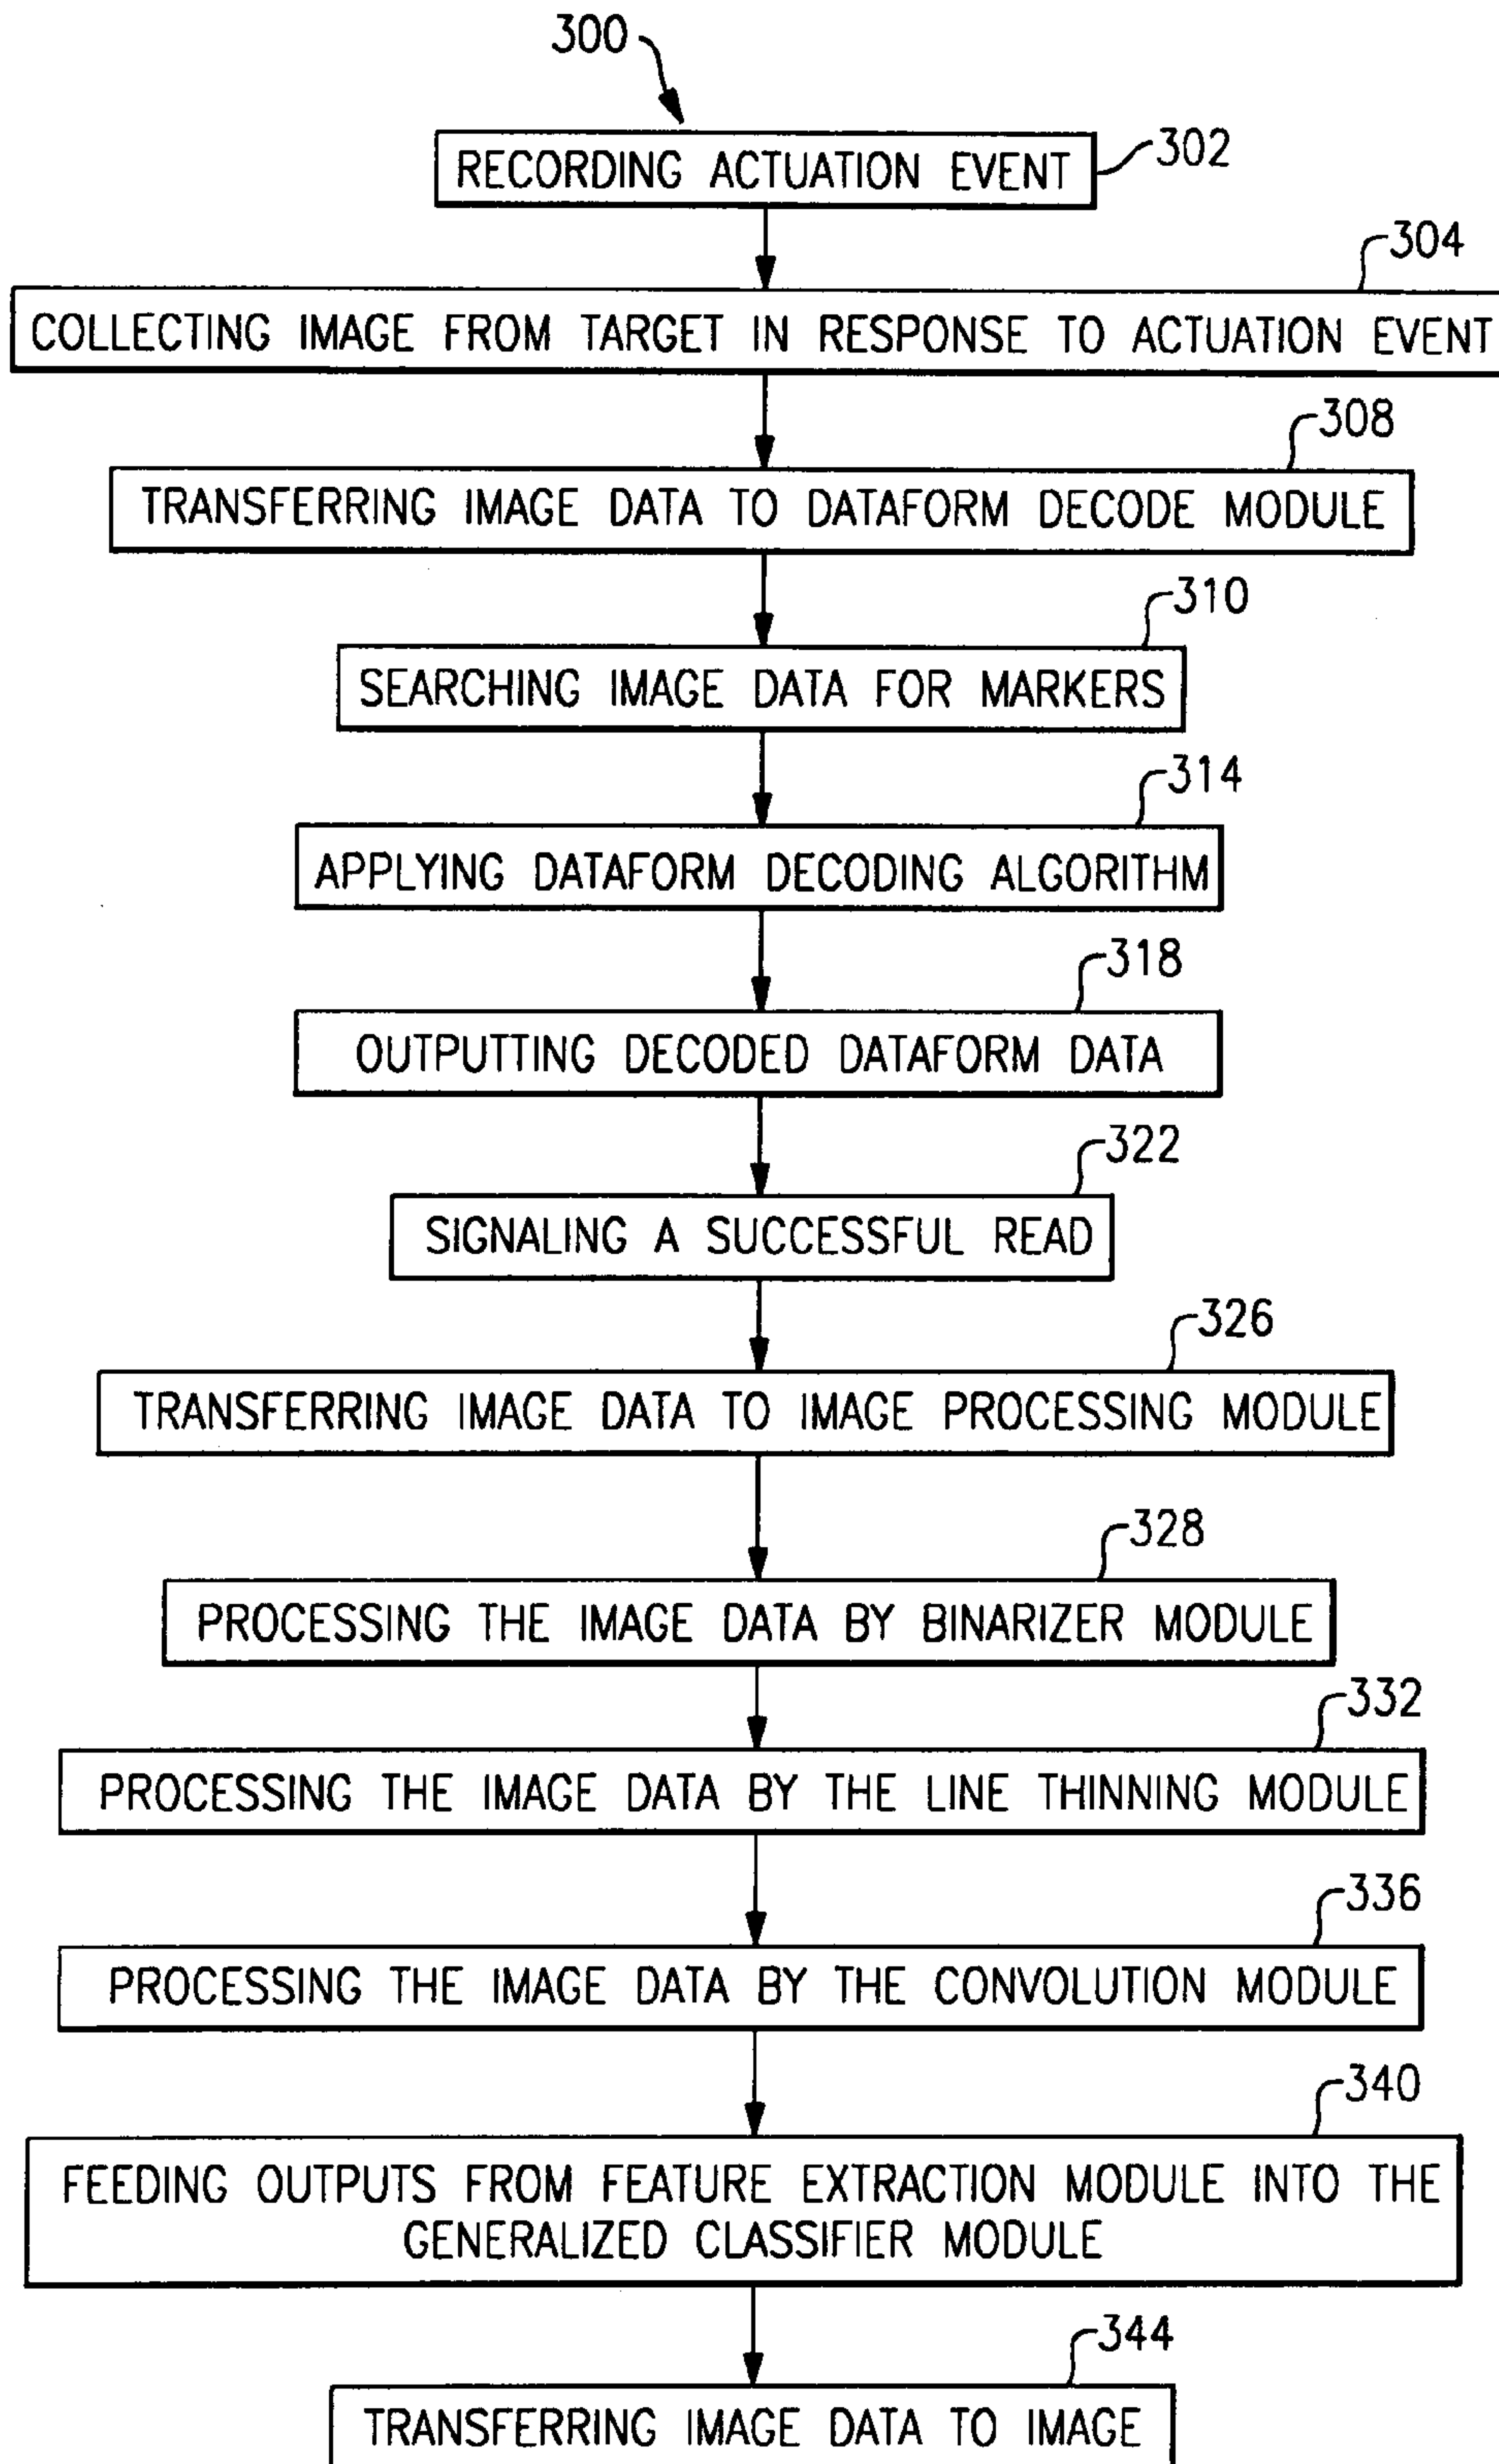 300
RECORDING ACTUATION EVENT
302
304
COLLECTING IMAGE FROM TARGET IN RESPONSE TO ACTUATION EVENT
308
TRANSFERRING IMAGE DATA TO DATAFORM DECODE MODULE
310
SEARCHING IMAGE DATA FOR MARKERS
314
APPLYING DATAFORM DECODING ALGORITHM
318
OUTPUTTING DECODED DATAFORM DATA
322
SIGNALING A SUCCESSFUL READ
326
TRANSFERRING IMAGE DATA TO IMAGE PROCESSING MODULE
328
PROCESSING THE IMAGE DATA BY BINARIZER MODULE
332
PROCESSING THE IMAGE DATA BY THE LINE THINNING MODULE
336
PROCESSING THE IMAGE DATA BY THE CONVOLUTION MODULE
340
FEEDING OUTPUTS FROM FEATURE EXTRACTION MODULE INTO THE
GENERALIZED CLASSIFIER MODULE
344
TRANSFERRING IMAGE DATA TO IMAGE